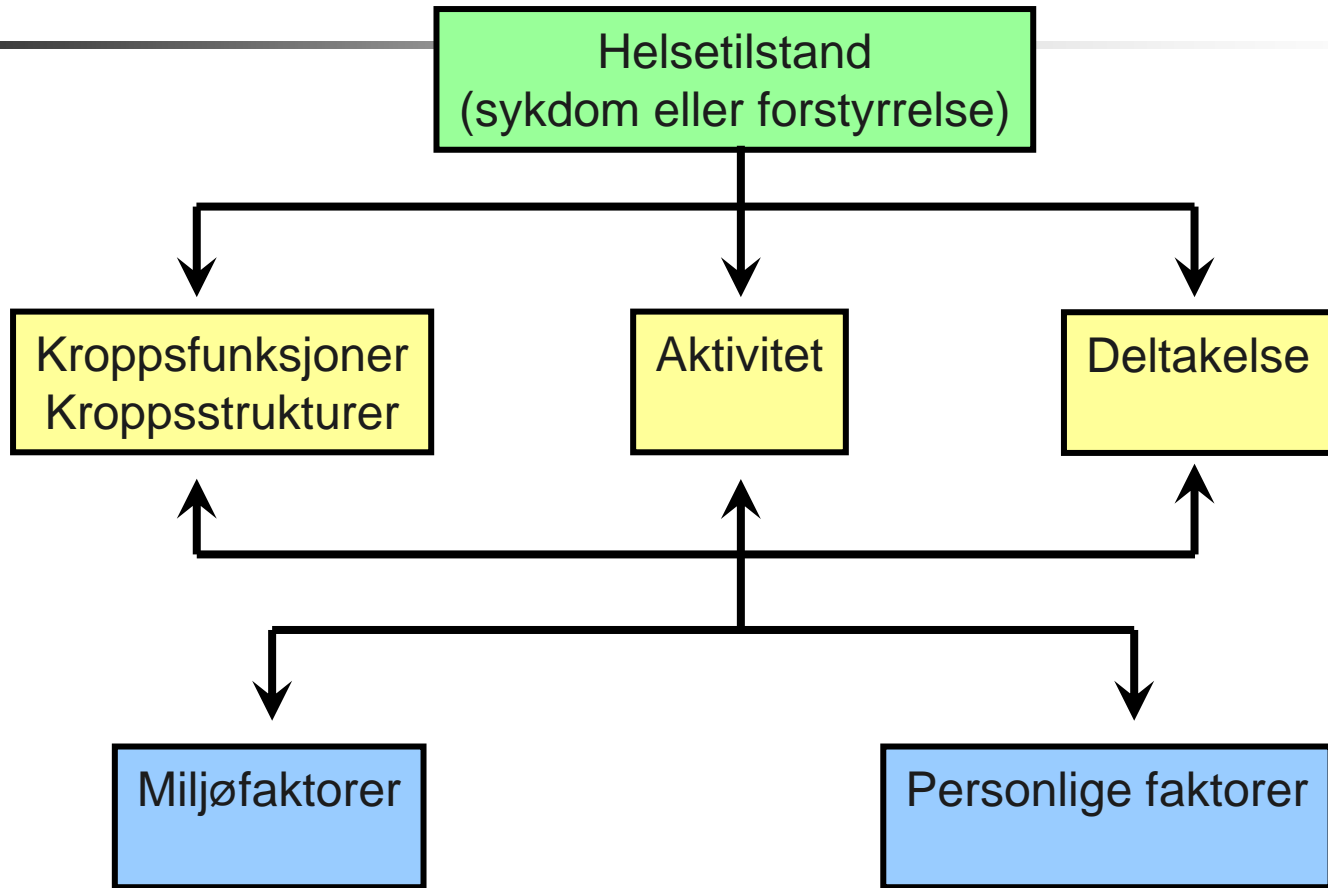 Helsetilstand
(sykdom eller forstyrrelse)
Kroppsfunksjoner
Kroppsstrukturer
Aktivitet
Deltakelse
Miljøfaktorer
Personlige faktorer